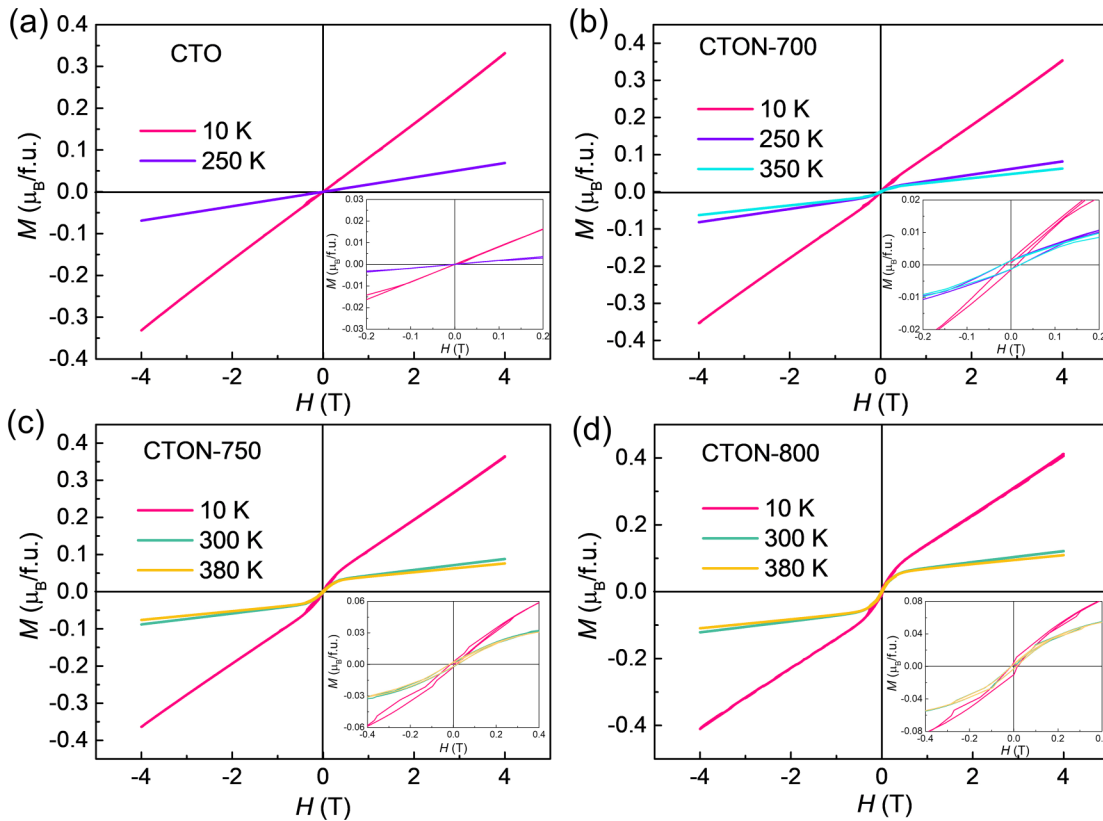 (a)
CTO
10 K
250 K
M (μB/f.u.)
0.4
0.3
0.2
0.1
0.0
-0.1
-0.2
-0.3
-0.4
-4 -2 0 2 4
H (T)
M (μB/f.u.)
0.03
0.02
0.01
0.00
-0.01
-0.02
-0.03
-0.2 -0.1 0.0 0.1 0.2
H (T)
(b)
CTON-700
10 K
250 K
350 K
M (μB/f.u.)
0.4
0.3
0.2
0.1
0.0
-0.1
-0.2
-0.3
-0.4
-4 -2 0 2 4
H (T)
M (μB/f.u.)
0.02
0.01
0.00
-0.01
-0.02
-0.2 -0.1 0.0 0.1 0.2
H (T)
(c)
CTON-750
10 K
300 K
380 K
M (μB/f.u.)
0.4
0.3
0.2
0.1
0.0
-0.1
-0.2
-0.3
-0.4
-4 -2 0 2 4
H (T)
M (μB/f.u.)
0.06
0.03
0.00
-0.03
-0.06
-0.4 -0.2 0.0 0.2 0.4
H (T)
(d)
CTON-800
10 K
300 K
380 K
M (μB/f.u.)
0.4
0.2
0.0
-0.2
-0.4
-4 -2 0 2 4
H (T)
M (μB/f.u.)
0.08
0.04
0.00
-0.04
-0.08
-0.4 -0.2 0.0 0.2 0.4
H (T)